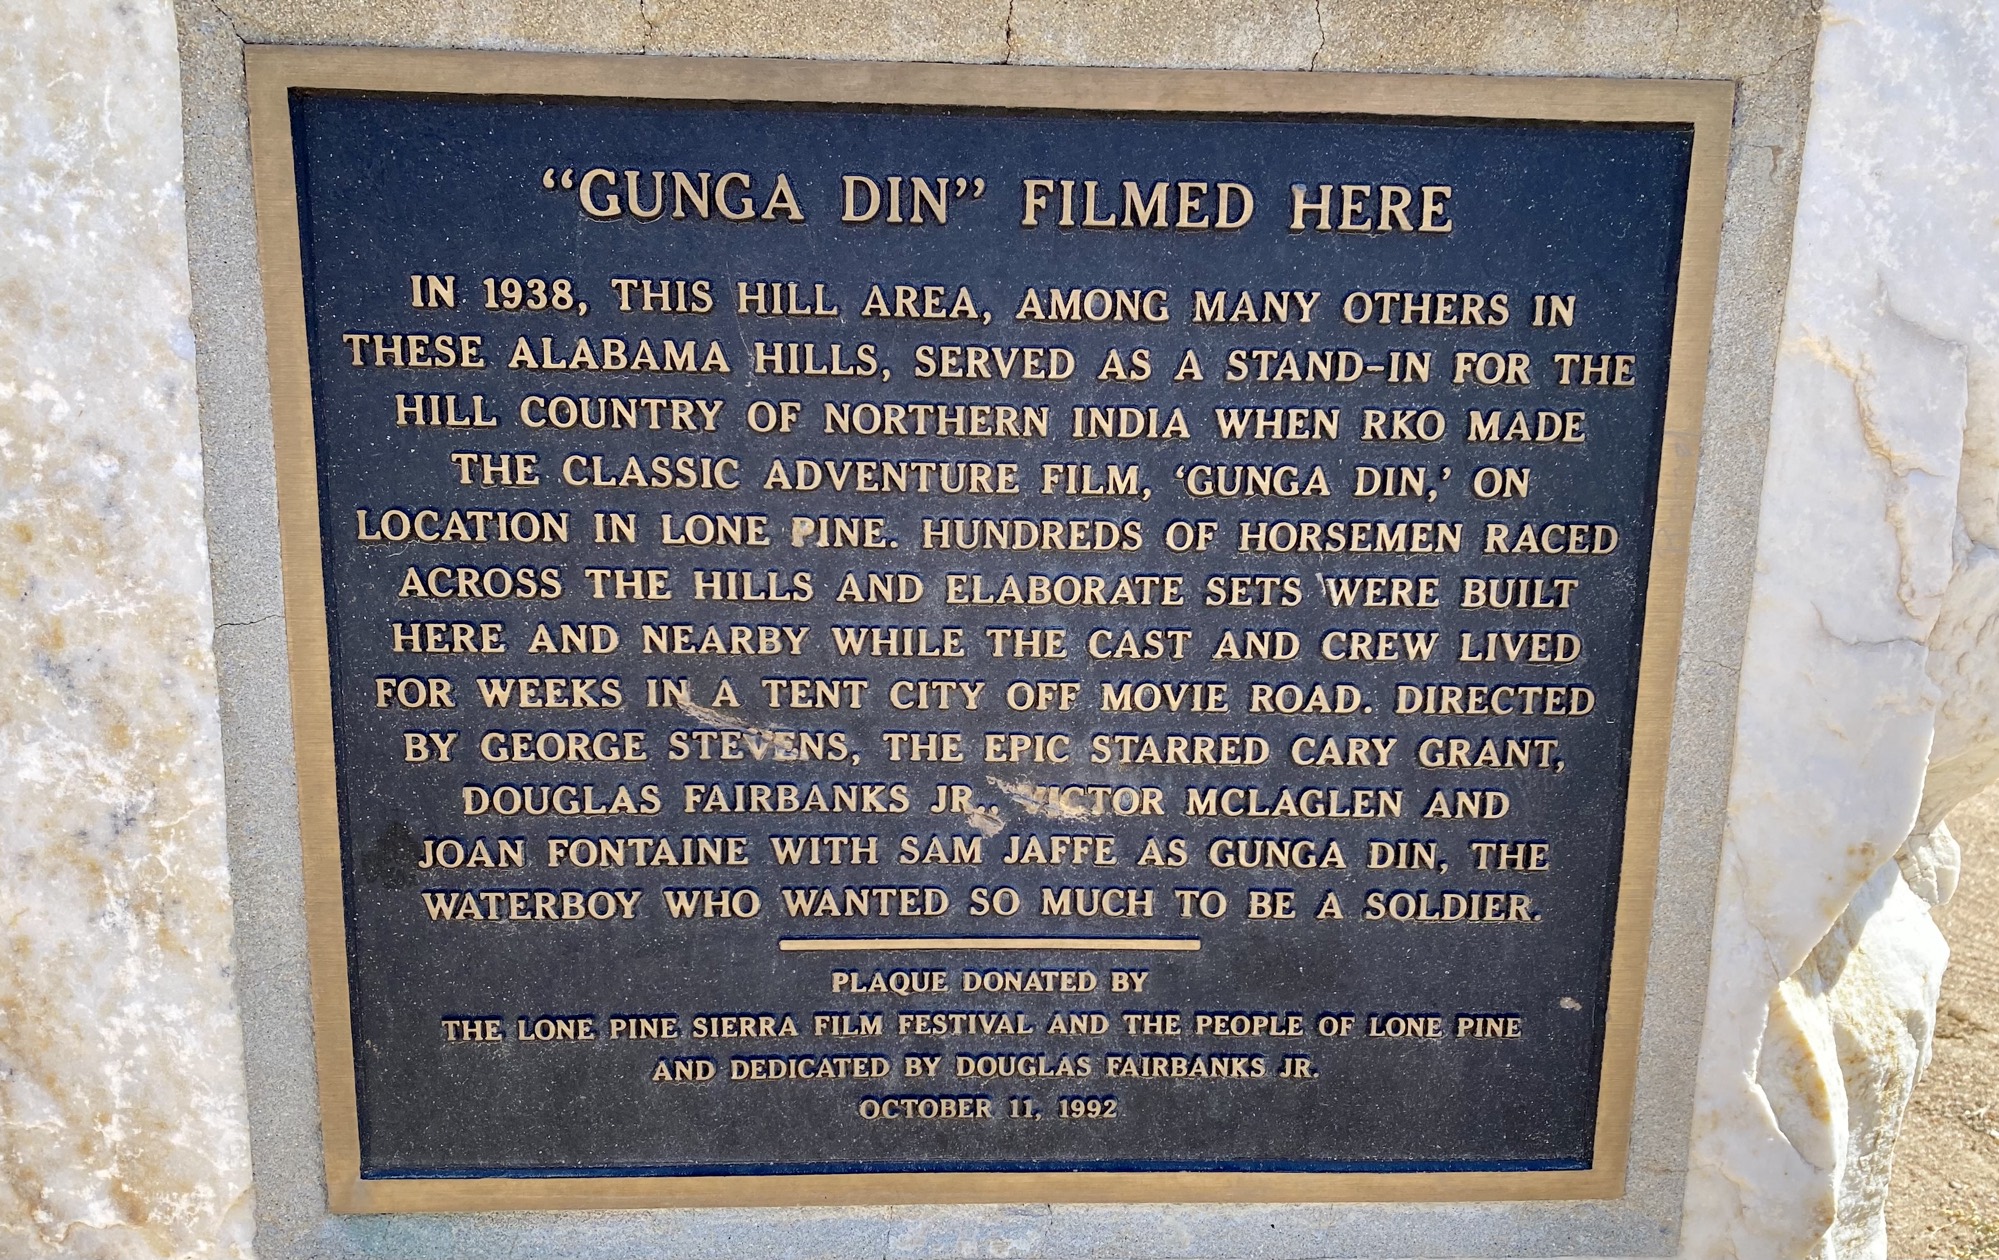 “GUNGA DIN” FILMED HERE
IN 1938, THIS HILL AREA, AMONG MANY OTHERS IN
THESE ALABAMA HILLS, SERVED AS A STAND-IN FOR THE
HILL COUNTRY OF NORTHERN INDIA WHEN RKO MADE
THE CLASSIC ADVENTURE FILM, ‘GUNGA DIN,’ ON
LOCATION IN LONE PINE. HUNDREDS OF HORSEMEN RACED
ACROSS THE HILLS AND ELABORATE SETS WERE BUILT
HERE AND NEARBY WHILE THE CAST AND CREW LIVED
FOR WEEKS IN A TENT CITY OFF MOVIE ROAD. DIRECTED
BY GEORGE STEVENS, THE EPIC STARRED CARY GRANT,
DOUGLAS FAIRBANKS JR., VICTOR MCLAGLEN AND
JOAN FONTAINE WITH SAM JAFFE AS GUNGA DIN, THE
WATERBOY WHO WANTED SO MUCH TO BE A SOLDIER.
PLAQUE DONATED BY
THE LONE PINE SIERRA FILM FESTIVAL AND THE PEOPLE OF LONE PINE
AND DEDICATED BY DOUGLAS FAIRBANKS JR.
OCTOBER 11, 1992